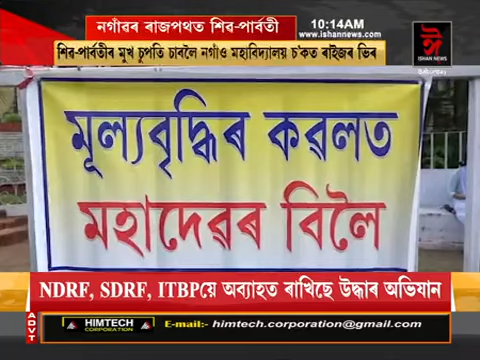 নগাঁৱৰ ৰাজপথত শিৱ-পাৰ্বতী
10:14AM
www.ishannews.com
শিৱ-পাৰ্বতীৰ মুখ চুপতি চাবলৈ নগাঁও মহাবিদ্যালয় চ'কত ৰাইজৰ ভিৰ
ঈ
ISHAN NEWS
মূল্যবৃদ্ধিৰ কৱলত
মহাদেৱৰ বিলৈ
NDRF, SDRF, ITBPয়ে অব্যাহত ৰাখিছে উদ্ধাৰ অভিযান
ADVT
HIMTECH
CORPORATION
E-mail:- himtech.corporation@gmail.com